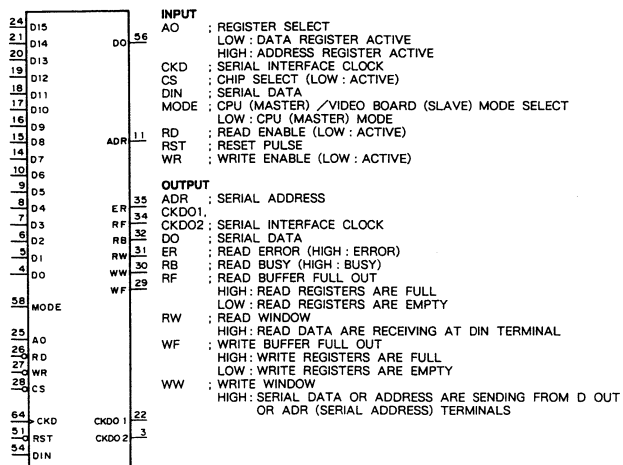 24 D15
21 D14
20 D13
19 D12
18 D11
17 D10
16 D9
15 D8
14 D7
10 D6
9 D5
8 D4
7 D3
6 D2
5 D1
4 D0
58 MODE
25 AO
26 RD
27 WR
28 CS
64 CKD
51 RST
54 DIN
DO 56
ADR 11
ER 35
RF 34
RB 32
RW 31
WW 30
WF 29
CKDO 1 22
CKDO 2 3
INPUT
AO ; REGISTER SELECT
LOW : DATA REGISTER ACTIVE
HIGH : ADDRESS REGISTER ACTIVE
CKD ; SERIAL INTERFACE CLOCK
CS ; CHIP SELECT (LOW : ACTIVE)
DIN ; SERIAL DATA
MODE ; CPU (MASTER) ／VIDEO BOARD (SLAVE) MODE SELECT
LOW : CPU (MASTER) MODE
RD ; READ ENABLE (LOW : ACTIVE)
RST ; RESET PULSE
WR ; WRITE ENABLE (LOW : ACTIVE)
OUTPUT
ADR ; SERIAL ADDRESS
CKDO1,
CKDO2 ; SERIAL INTERFACE CLOCK
DO ; SERIAL DATA
ER ; READ ERROR (HIGH : ERROR)
RB ; READ BUSY (HIGH : BUSY)
RF ; READ BUFFER FULL OUT
HIGH : READ REGISTERS ARE FULL
LOW : READ REGISTERS ARE EMPTY
RW ; READ WINDOW
HIGH : READ DATA ARE RECEIVING AT DIN TERMINAL
WF ; WRITE BUFFER FULL OUT
HIGH : WRITE REGISTERS ARE FULL
LOW : WRITE REGISTERS ARE EMPTY
WW ; WRITE WINDOW
HIGH : SERIAL DATA OR ADDRESS ARE SENDING FROM D OUT
OR ADR (SERIAL ADDRESS) TERMINALS